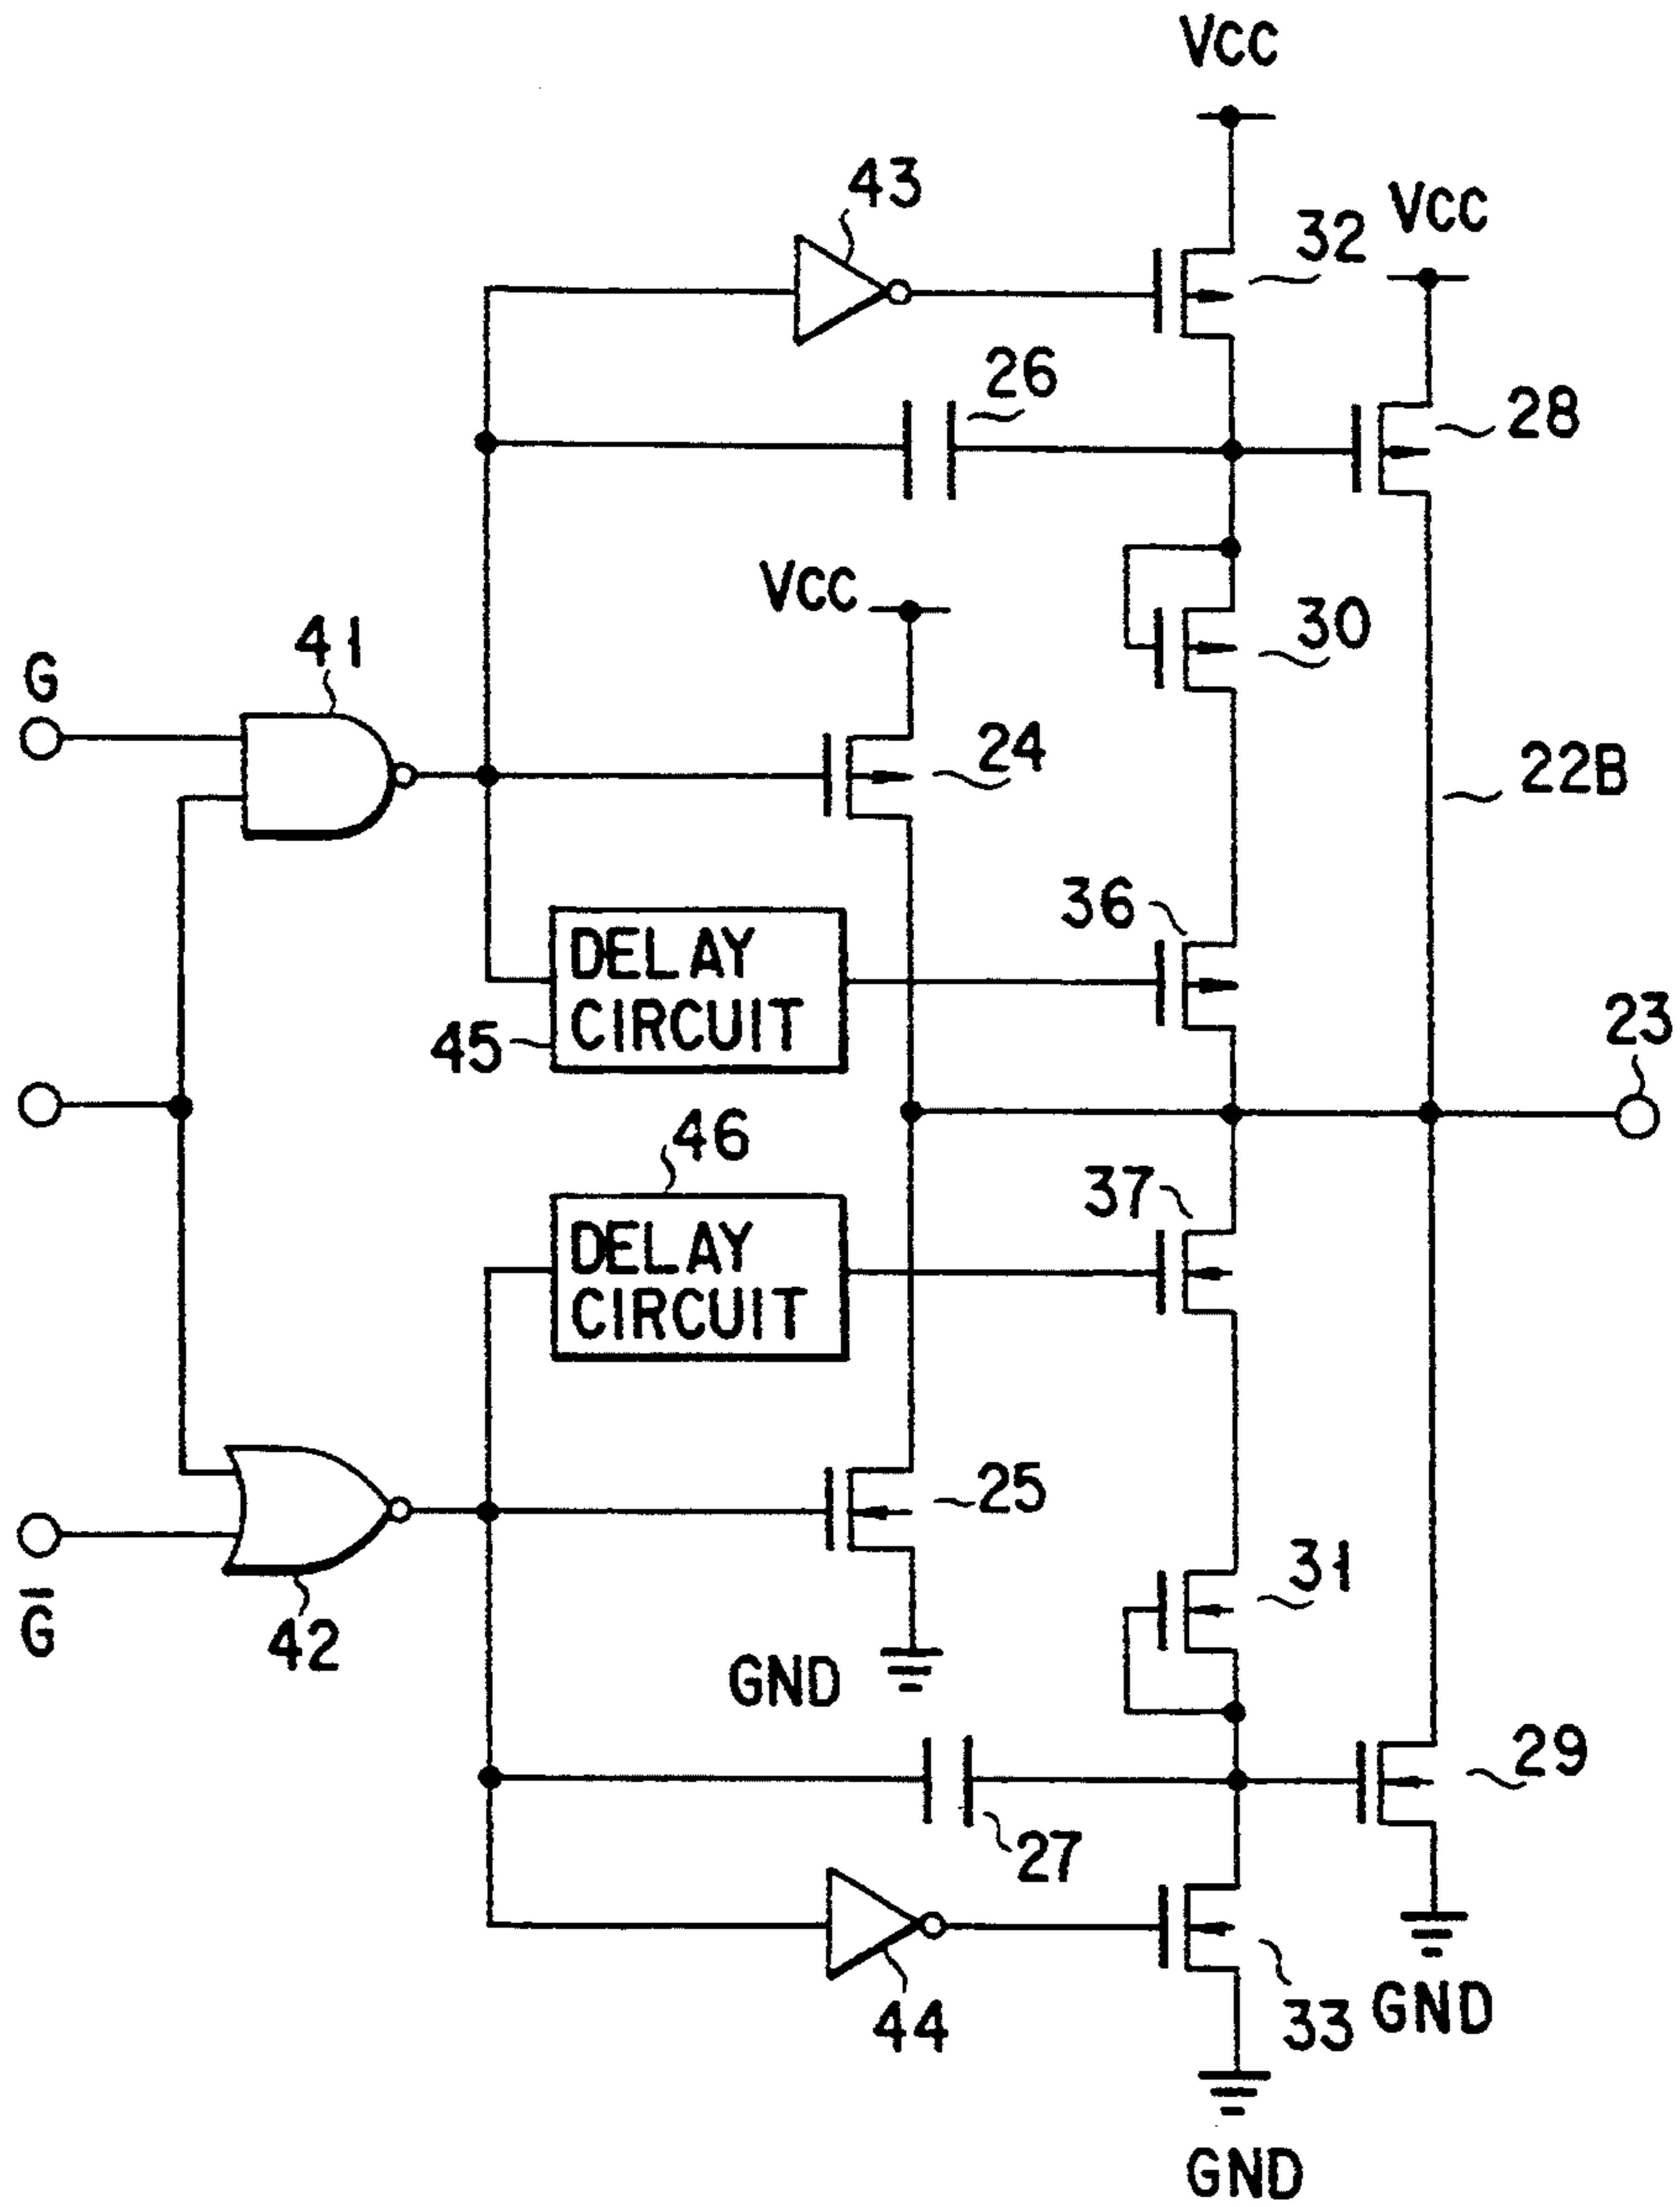 VCC
43
32
VCC
26
28
VCC
30
41
G
24
22B
36
DELAY
CIRCUIT
45
23
46
37
DELAY
CIRCUIT
25
31
G̅
42
GND
29
27
44
33
GND
GND